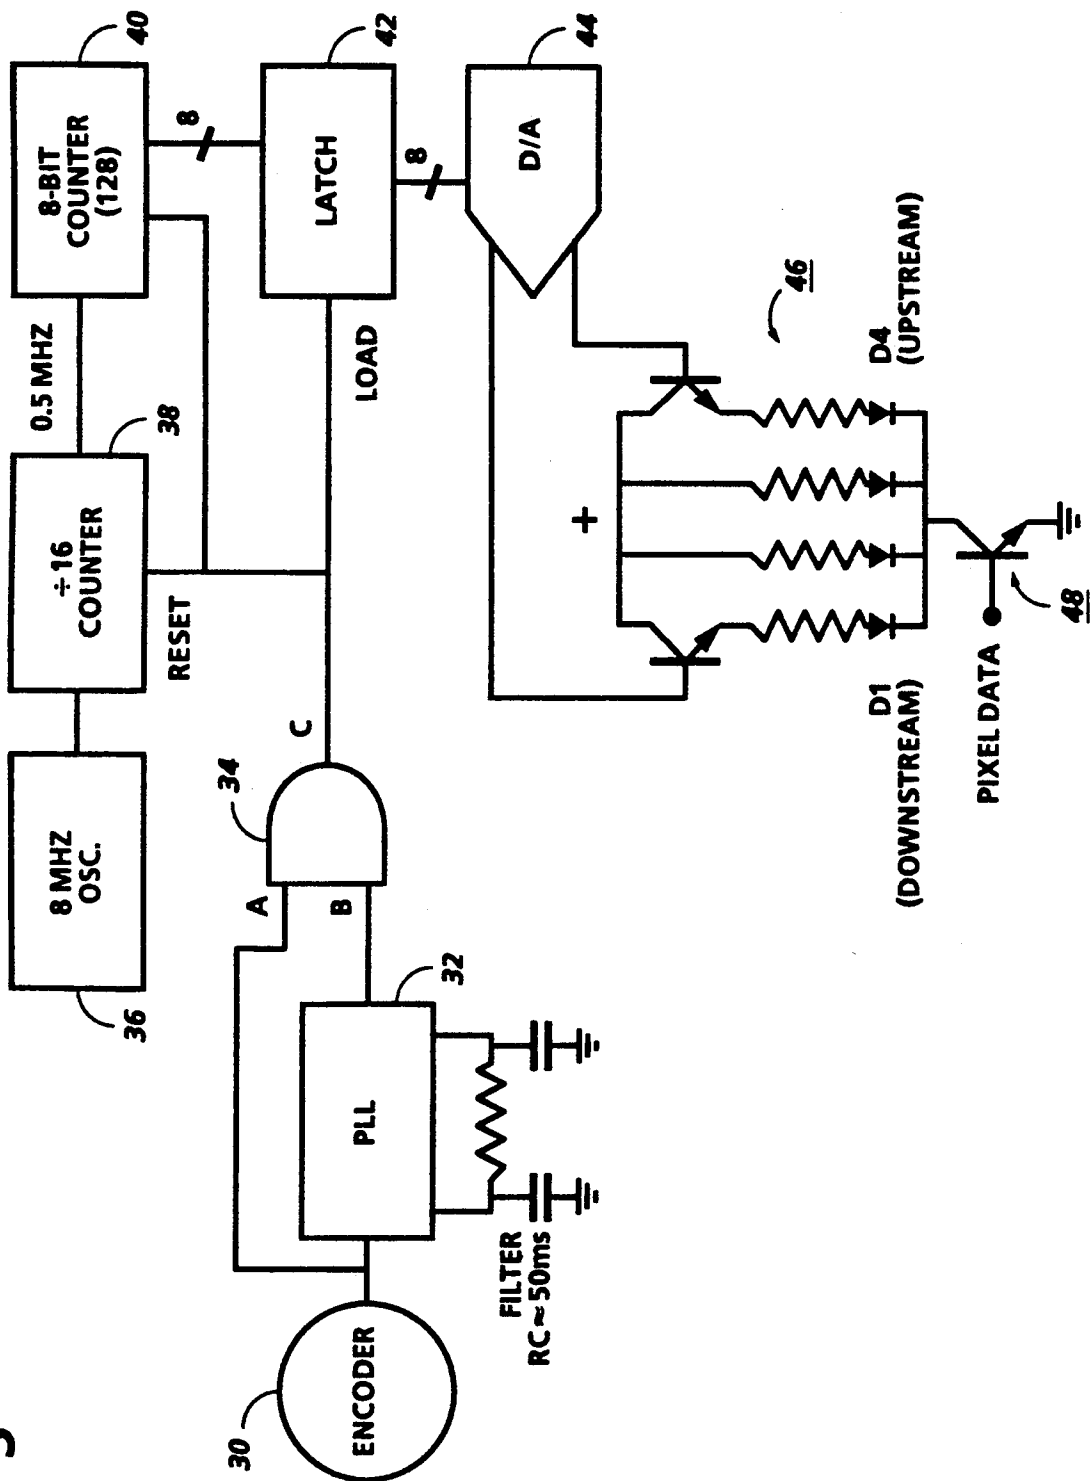 40
42
44
8-BIT
COUNTER
(128)
8
LATCH
8
D/A
0.5 MHZ
38
÷16
COUNTER
RESET
LOAD
C
34
8 MHZ
OSC.
36
A
B
32
PLL
FILTER
RC ≈ 50ms
ENCODER
30
46
+
D4
(UPSTREAM)
D1
(DOWNSTREAM)
PIXEL DATA
48